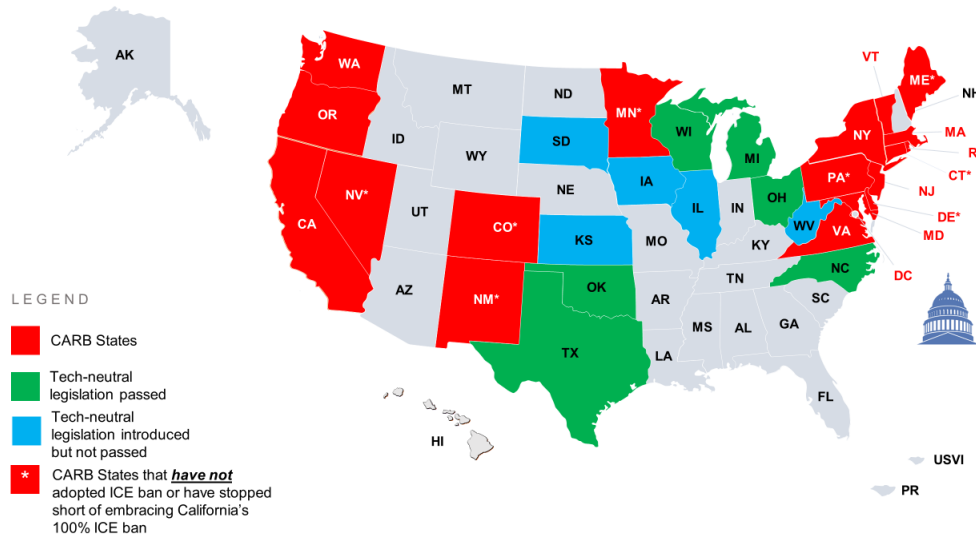 AK
WA
MT
ND
MN*
VT
ME*
NH
OR
ID
SD
WI
MI
NY
MA
R
WY
CT*
IA
PA*
NJ
NV*
NE
OH
DE*
UT
IL
IN
MD
CA
CO*
WV
VA
KS
MO
KY
DC
NC
TN
AZ
OK
NM*
AR
SC
LEGEND
MS
AL
GA
CARB States
TX
LA
Tech-neutral
legislation passed
FL
Tech-neutral
legislation introduced
but not passed
HI
USVI
* CARB States that have not
adopted ICE ban or have stopped
short of embracing California's
100% ICE ban
PR